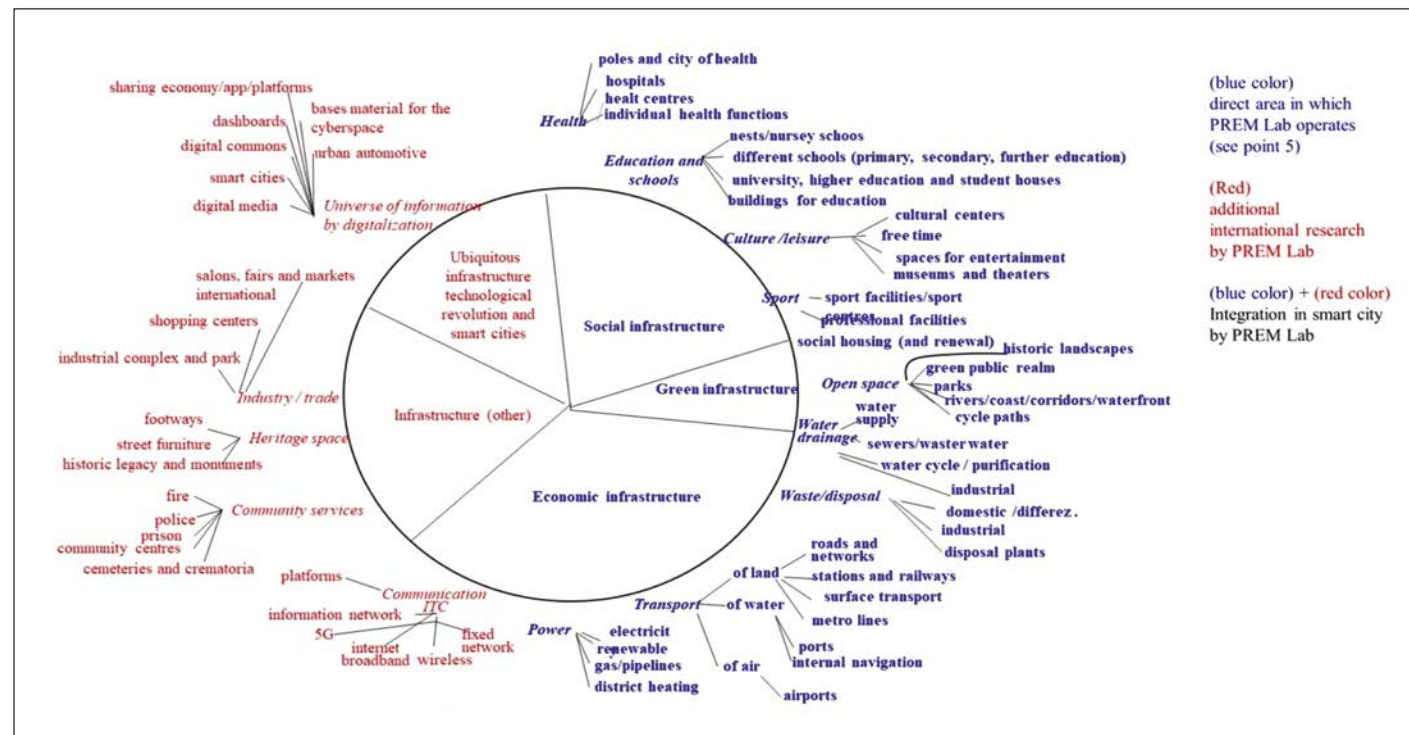 sharing economy/app/platforms
bases material for the
cyberspace
dashboards
digital commons
urban automotive
smart cities
digital media
Universe of information
by digitalization
salons, fairs and markets
international
shopping centers
industrial complex and park
Industry / trade
footways
Heritage space
street furniture
historic legacy and monuments
fire
Community services
police
prison
community centres
cemeteries and crematoria
platforms
Communication
ITC
information network
5G
fixed
network
internet
broadband
wireless
Ubiquitous
infrastructure
technological
revolution and
smart cities
Social infrastructure
Green infrastructure
Infrastructure (other)
Economic infrastructure
poles and city of health
hospitals
healt centres
individual health functions
Health
nests/nursey schoos
Education and
schools
different schools (primary, secondary, further education)
university, higher education and student houses
buildings for education
cultural centers
Culture /leisure
free time
spaces for entertainment
museums and theaters
Sport
sport facilities/sport
centres
professional facilities
social housing (and renewal)
historic landscapes
green public realm
Open space
parks
rivers/coast/corridors/waterfront
cycle paths
water
supply
Water
drainage
sewers/waster water
water cycle / purification
industrial
Waste/disposal
domestic /differez.
industrial
disposal plants
roads and
networks
of land
stations and railways
surface transport
Transport
of water
metro lines
ports
internal navigation
of air
airports
Power
electricit
y
renewable
gas/pipelines
district heating
(blue color)
direct area in which
PREM Lab operates
(see point 5)
(Red)
additional
international research
by PREM Lab
(blue color) + (red color)
Integration in smart city
by PREM Lab